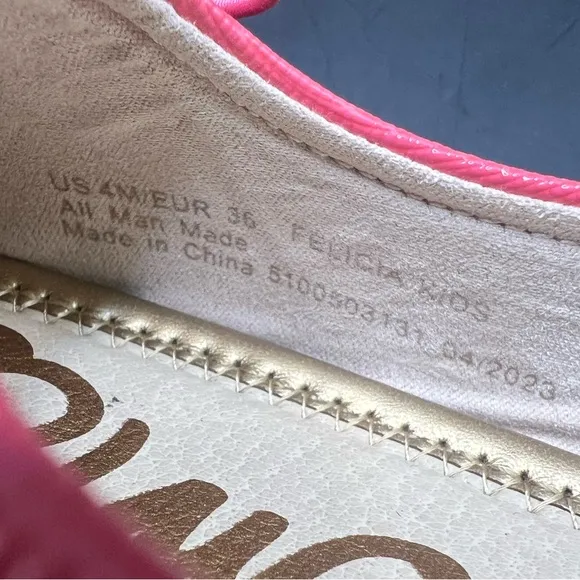 US 4M/EUR 36 FELICIA KIDS
All Man Made
Made in China 5100503131 04/2023